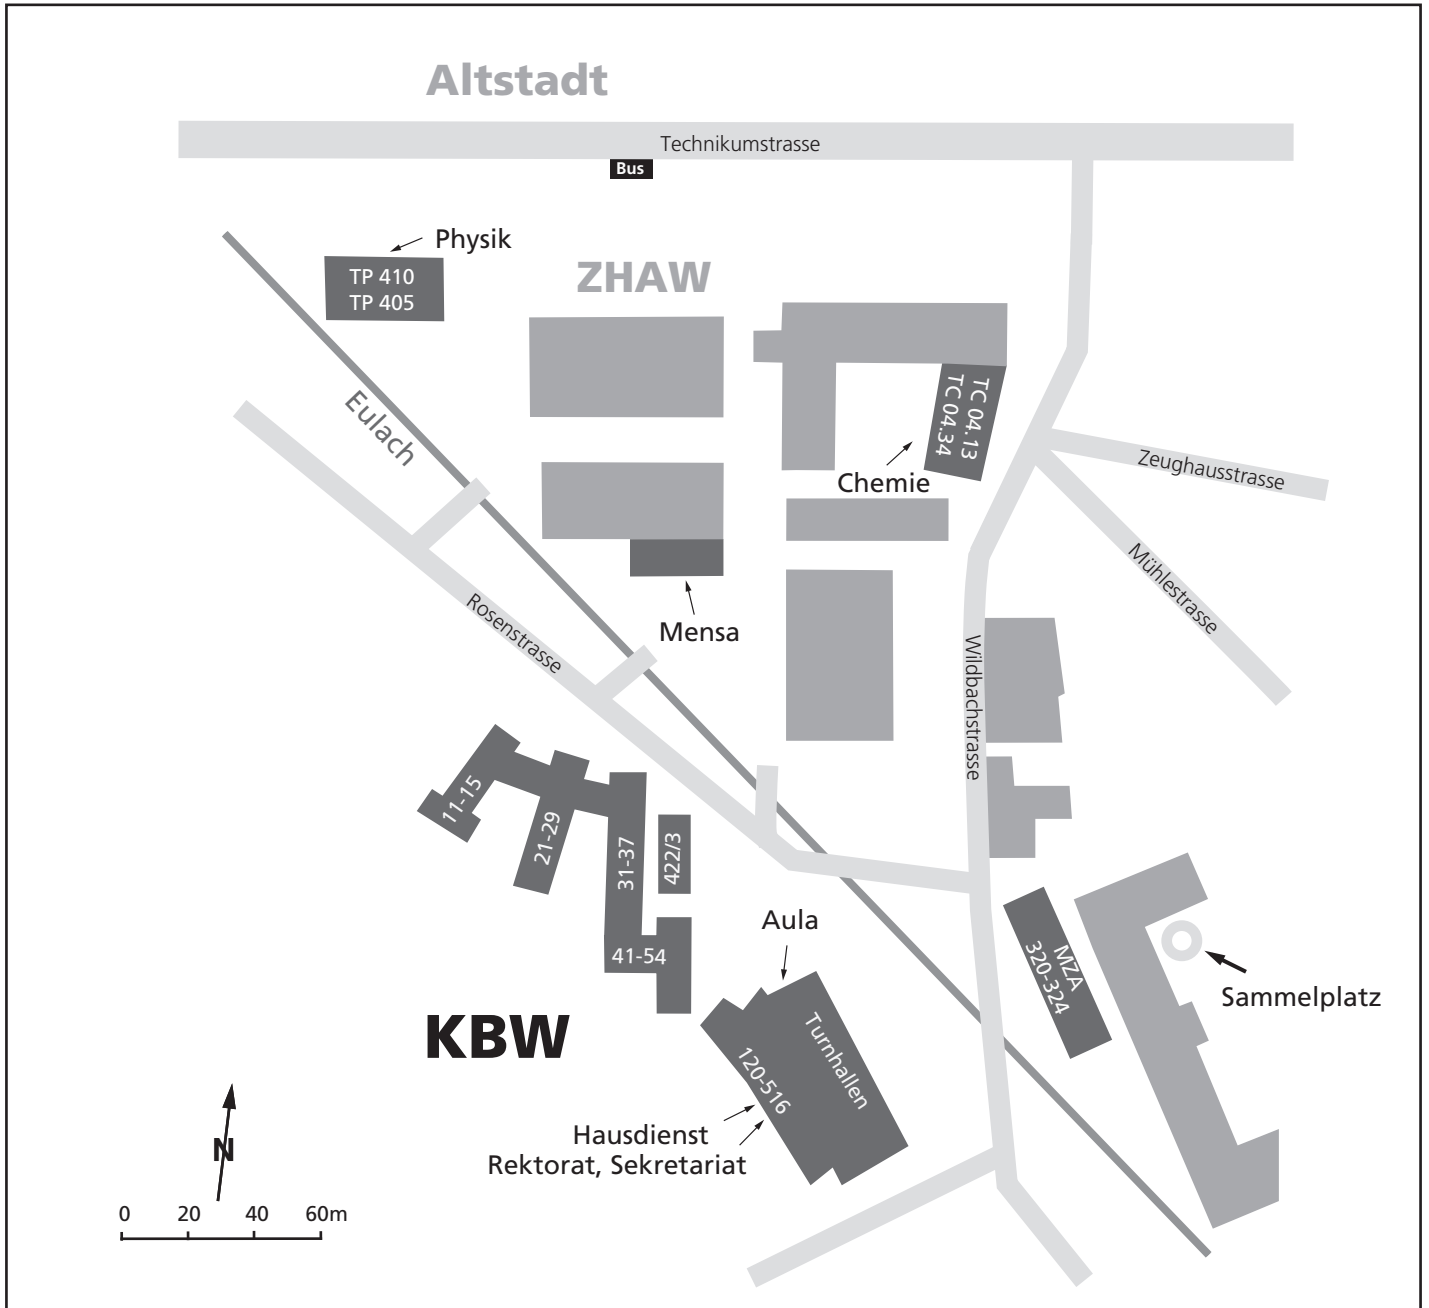 Altstadt
Technikumstrasse
Bus
Physik
TP 410
TP 405
ZHAW
TC 04.13
TC 04.34
Eulach
Chemie
Zeughausstrasse
Mühlestrasse
Rosenstrasse
Mensa
Wildbachstrasse
11-15
21-29
31-37
422/3
41-54
Aula
MZA
320-324
Sammelplatz
KBW
Turnhallen
120-516
Hausdienst
Rektorat, Sekretariat
N
0 20 40 60m